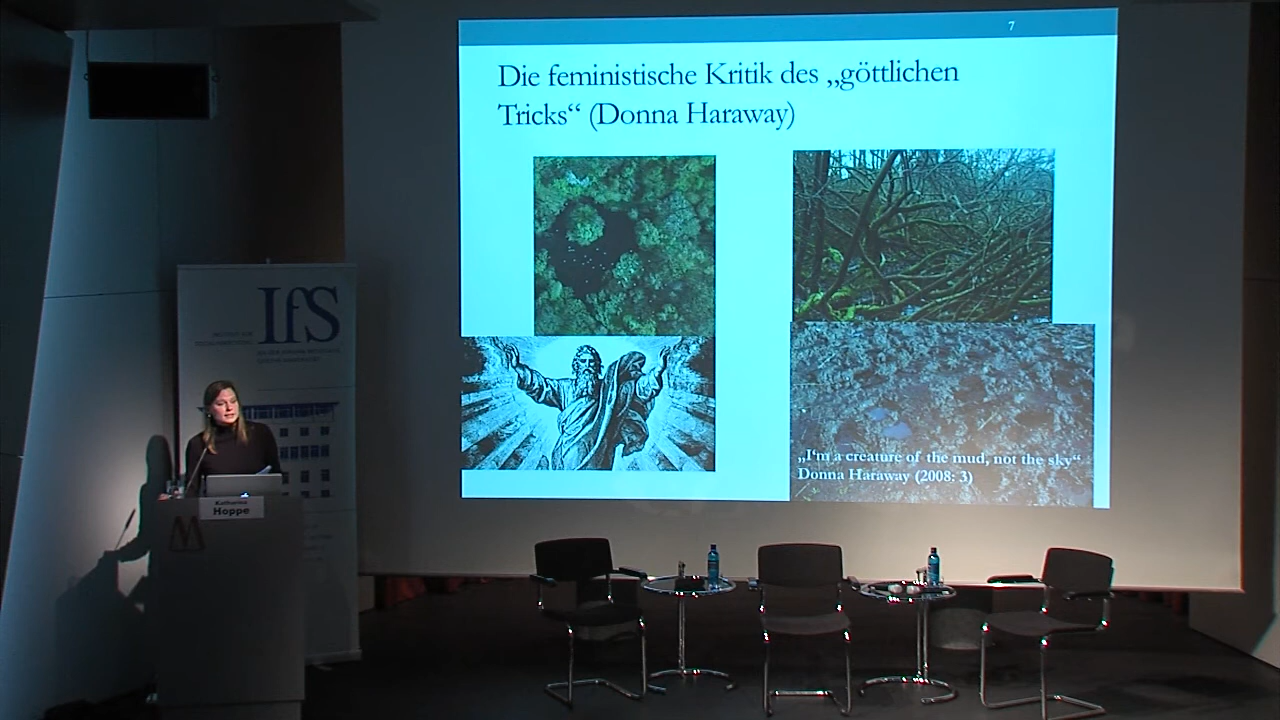 7
Die feministische Kritik des „göttlichen
Tricks“ (Donna Haraway)
„I‘m a creature of the mud, not the sky“
Donna Haraway (2008: 3)
IfS
Katharina
Hoppe